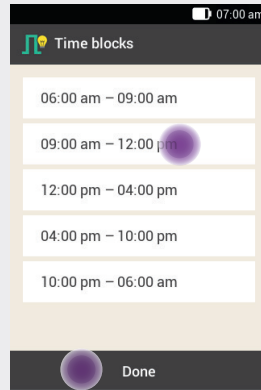 07:00 am
Time blocks
06:00 am – 09:00 am
09:00 am – 12:00 pm
12:00 pm – 04:00 pm
04:00 pm – 10:00 pm
10:00 pm – 06:00 am
Done